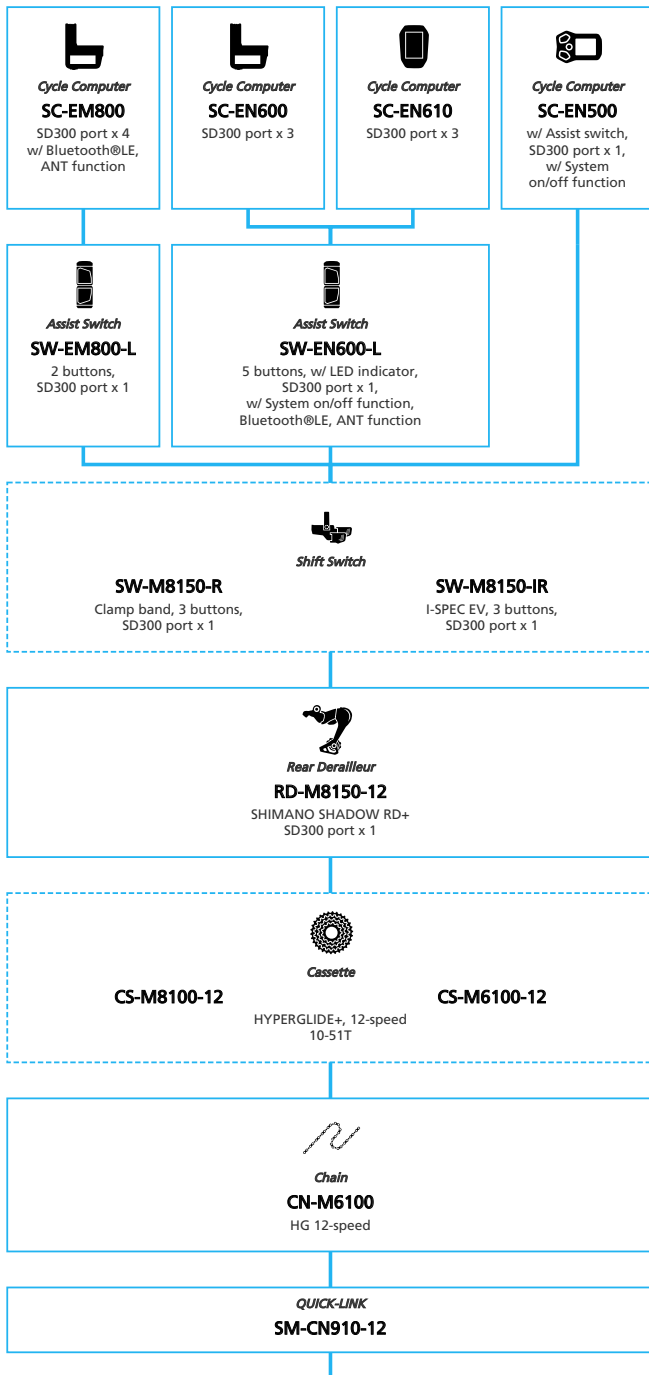 Cycle Computer
SC-EM800
SD300 port x 4
w/ Bluetooth®LE,
ANT function
Cycle Computer
SC-EN600
SD300 port x 3
Cycle Computer
SC-EN610
SD300 port x 3
Cycle Computer
SC-EN500
w/ Assist switch,
SD300 port x 1,
w/ System
on/off function
Assist Switch
SW-EM800-L
2 buttons,
SD300 port x 1
Assist Switch
SW-EN600-L
5 buttons, w/ LED indicator,
SD300 port x 1,
w/ System on/off function,
Bluetooth®LE, ANT function
Shift Switch
SW-M8150-R
Clamp band, 3 buttons,
SD300 port x 1
SW-M8150-IR
I-SPEC EV, 3 buttons,
SD300 port x 1
Rear Derailleur
RD-M8150-12
SHIMANO SHADOW RD+
SD300 port x 1
Cassette
CS-M8100-12
CS-M6100-12
HYPERGLIDE+, 12-speed
10-51T
Chain
CN-M6100
HG 12-speed
QUICK-LINK
SM-CN910-12